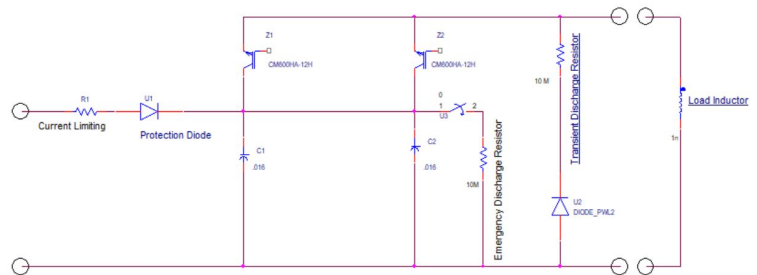 Z1
CM600HA-12H
Z2
CM600HA-12H
R1
Current Limiting
U1
Protection Diode
C1
.016
C2
.016
0
1
2
U3
10M
Emergency Discharge Resistor
10 M
Transient Discharge Resistor
U2
DIODE_PWL2
Load Inductor
1n